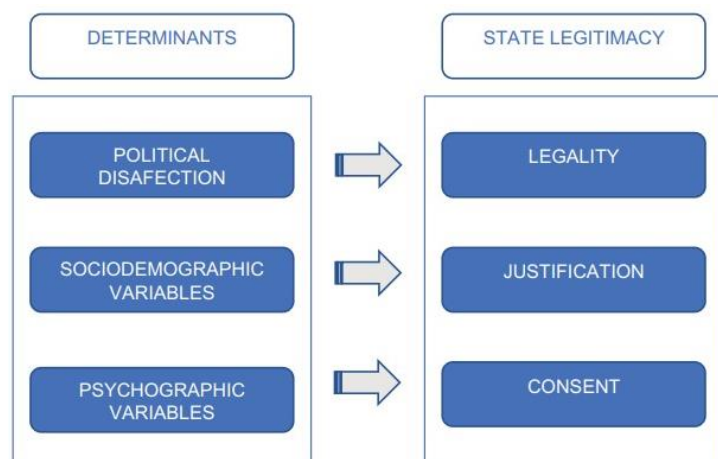 DETERMINANTS
STATE LEGITIMACY
POLITICAL
DISAFECTION
LEGALITY
SOCIODEMOGRAPHIC
VARIABLES
JUSTIFICATION
PSYCHOGRAPHIC
VARIABLES
CONSENT